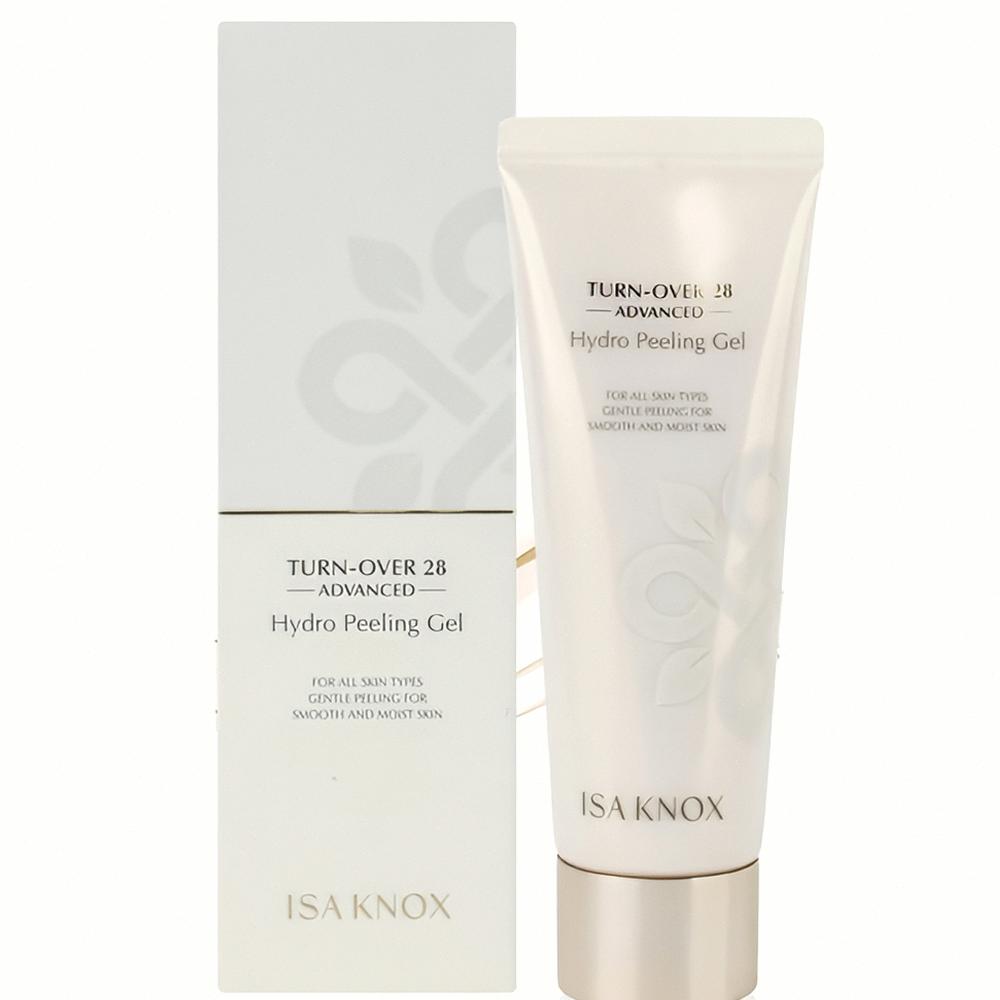 TURN-OVER 28
ADVANCED
Hydro Peeling Gel
FOR ALL SKIN TYPES
GENTLE PEELING FOR
SMOOTH AND MOIST SKIN
ISA KNOX
TURN-OVER 28
ADVANCED
Hydro Peeling Gel
FOR ALL SKIN TYPES
GENTLE PEELING FOR
SMOOTH AND MOIST SKIN
ISA KNOX